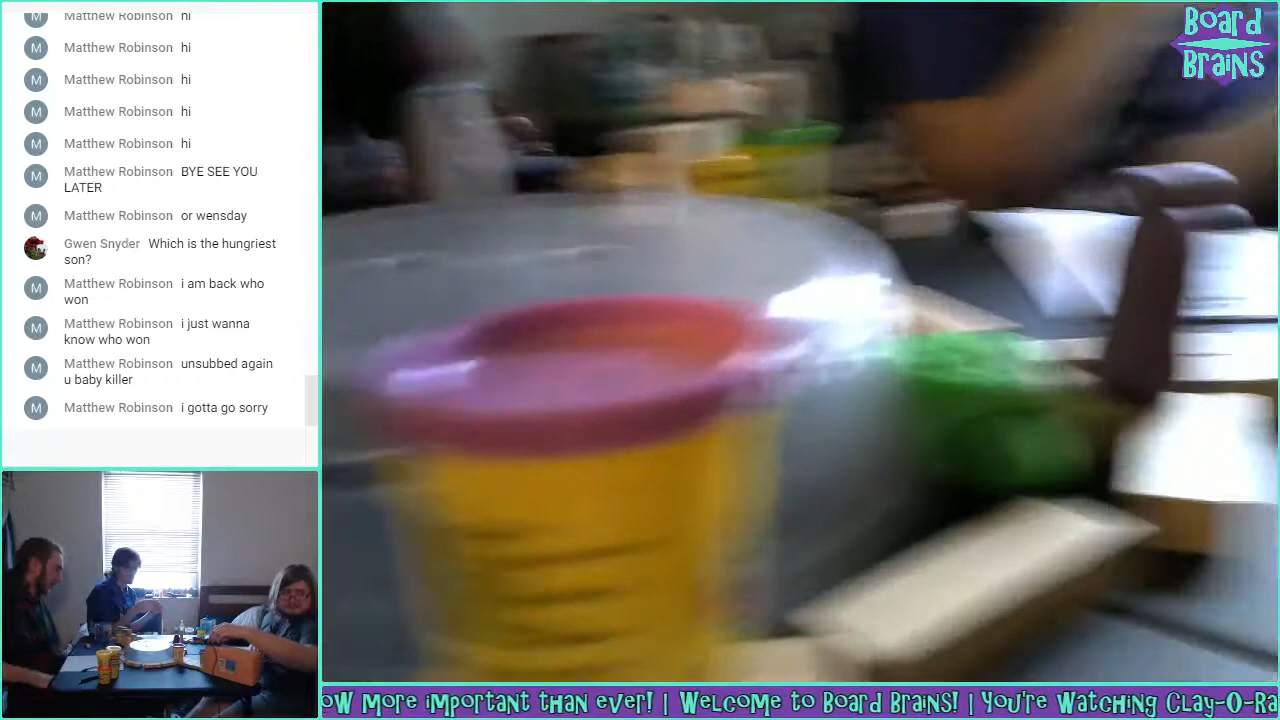 Matthew Robinson hi
Matthew Robinson hi
Matthew Robinson hi
Matthew Robinson hi
Matthew Robinson hi
Matthew Robinson BYE SEE YOU
LATER
Matthew Robinson or wensday
Gwen Snyder Which is the hungriest
son?
Matthew Robinson i am back who
won
Matthew Robinson i just wanna
know who won
Matthew Robinson unsubbed again
u baby killer
Matthew Robinson i gotta go sorry
Board
Brains
ow more important than ever! | Welcome to Board Brains! | You're Watching Clay-O-Ra